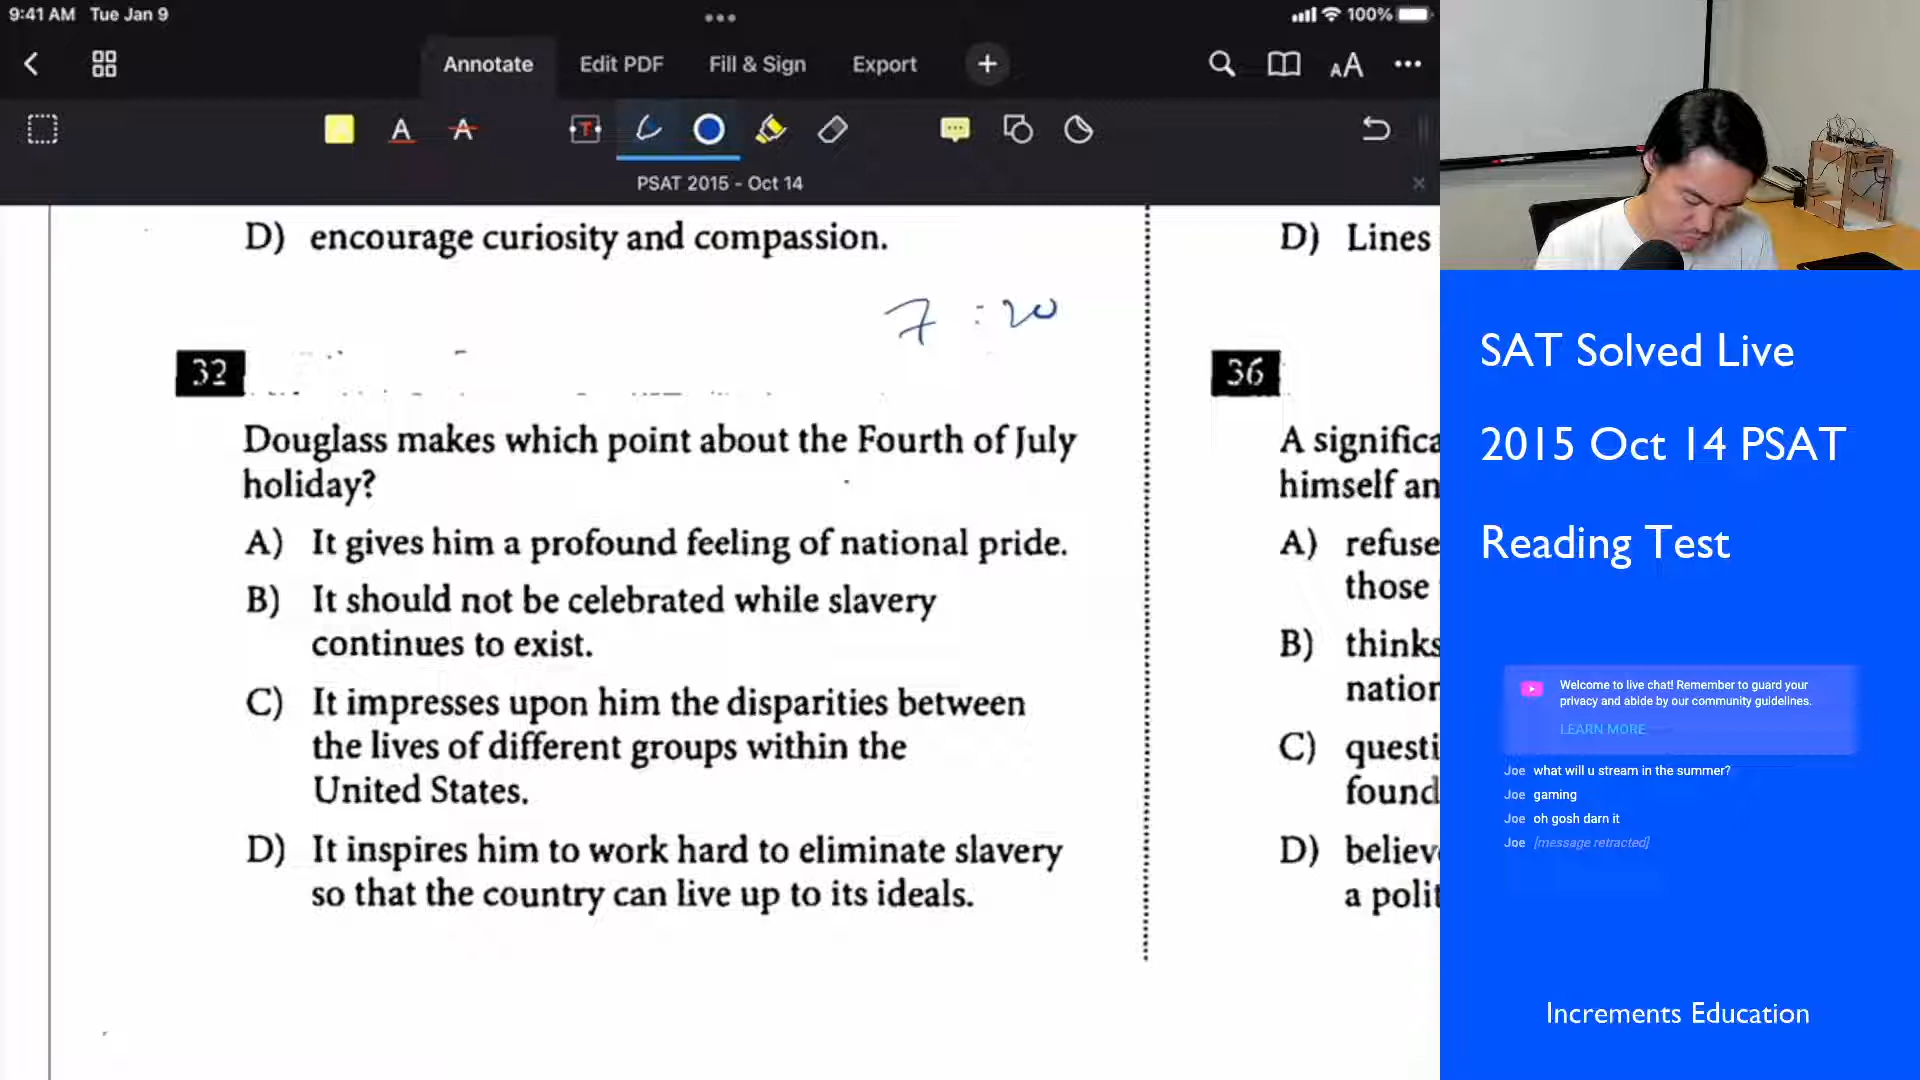 9:41 AM Tue Jan 9
100%
Annotate
Edit PDF
Fill & Sign
Export
AA
A
A
T
PSAT 2015 - Oct 14
D) encourage curiosity and compassion.
7 : 20
32
Douglass makes which point about the Fourth of July
holiday?
A) It gives him a profound feeling of national pride.
B) It should not be celebrated while slavery
continues to exist.
C) It impresses upon him the disparities between
the lives of different groups within the
United States.
D) It inspires him to work hard to eliminate slavery
so that the country can live up to its ideals.
D) Lines
36
A significa
himself an
A) refuse
those
B) thinks
nation
C) questi
found
D) believe
a polit
SAT Solved Live
2015 Oct 14 PSAT
Reading Test
Welcome to live chat! Remember to guard your
privacy and abide by our community guidelines.
LEARN MORE
Joe what will u stream in the summer?
Joe gaming
Joe oh gosh darn it
Joe [message retracted]
Increments Education